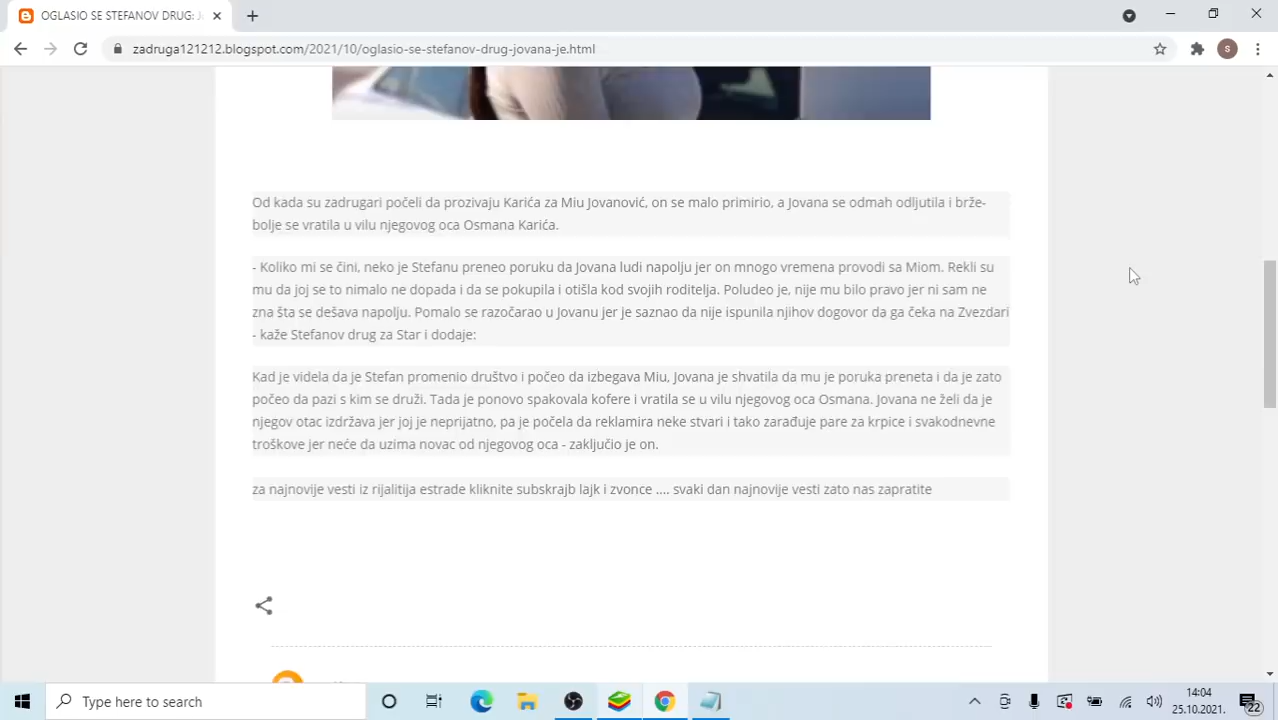 OGLASIO SE STEFANOV DRUG: Jo
zadruga121212.blogspot.com/2021/10/oglasio-se-stefanov-drug-jovana-je.html
S
Od kada su zadrugari počeli da prozivaju Karića za Miu Jovanović, on se malo primirio, a Jovana se odmah odljutila i brže-
bolje se vratila u vilu njegovog oca Osmana Karića.
- Koliko mi se čini, neko je Stefanu preneo poruku da Jovana ludi napolju jer on mnogo vremena provodi sa Miom. Rekli su
mu da joj se to nimalo ne dopada i da se pokupila i otišla kod svojih roditelja. Poludeo je, nije mu bilo pravo jer ni sam ne
zna šta se dešava napolju. Pomalo se razočarao u Jovanu jer je saznao da nije ispunila njihov dogovor da ga čeka na Zvezdari
- kaže Stefanov drug za Star i dodaje:
Kad je videla da je Stefan promenio društvo i počeo da izbegava Miu, Jovana je shvatila da mu je poruka preneta i da je zato
počeo da pazi s kim se druži. Tada je ponovo spakovala kofere i vratila se u vilu njegovog oca Osmana. Jovana ne želi da je
njegov otac izdržava jer joj je neprijatno, pa je počela da reklamira neke stvari i tako zarađuje pare za krpice i svakodnevne
troškove jer neće da uzima novac od njegovog oca - zaključio je on.
za najnovije vesti iz rijalitija estrade kliknite subskrajb lajk i zvonce .... svaki dan najnovije vesti zato nas zapratite
Type here to search
14:04
25.10.2021.
22